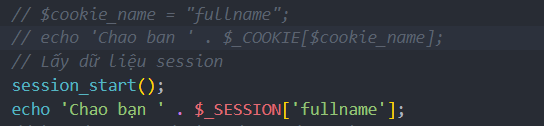 // $cookie_name = "fullname";
// echo 'Chao ban ' . $_COOKIE[$cookie_name];
// Lấy dữ liệu session
session_start();
echo 'Chao bạn ' . $_SESSION['fullname'];